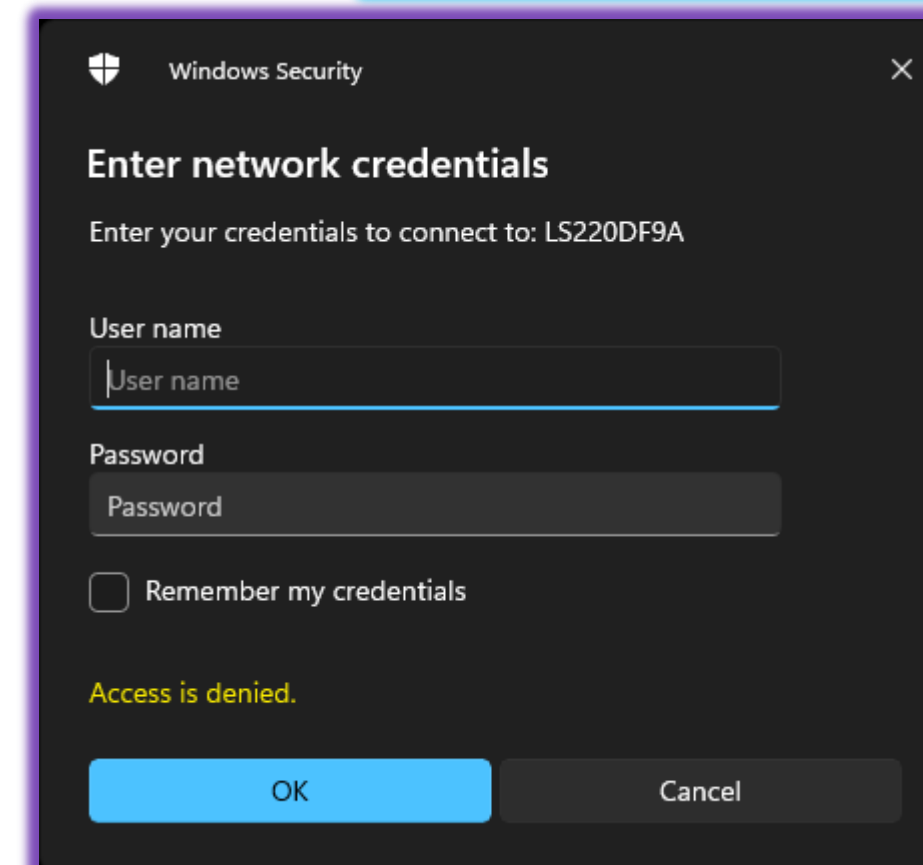 Windows Security
Enter network credentials
Enter your credentials to connect to: LS220DF9A
User name
User name
Password
Password
Remember my credentials
Access is denied.
OK
Cancel